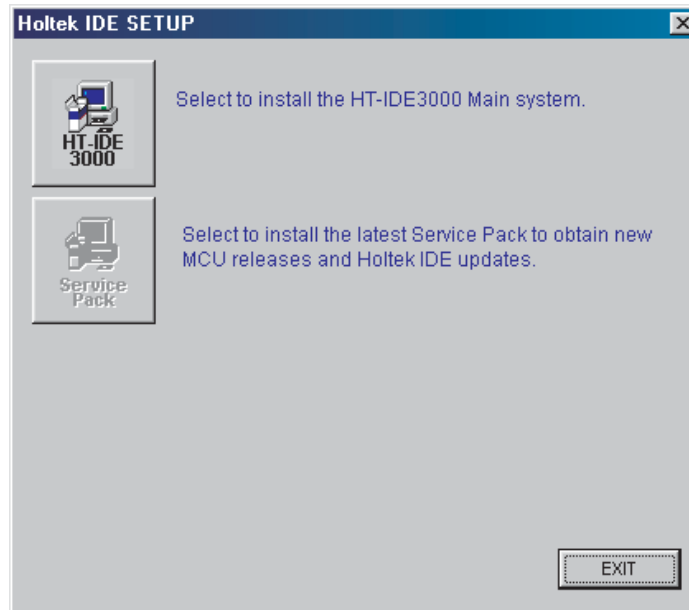 Holtek IDE SETUP
HT-IDE
3000
Select to install the HT-IDE3000 Main system.
Service
Pack
Select to install the latest Service Pack to obtain new
MCU releases and Holtek IDE updates.
EXIT